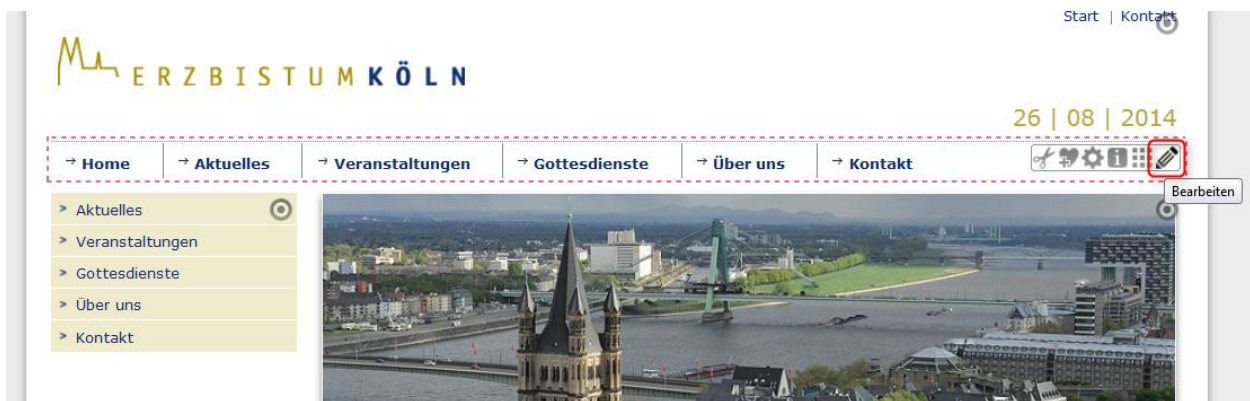 Start | Kontakt
ERZBISTUMKÖLN
26 | 08 | 2014
→ Home → Aktuelles → Veranstaltungen → Gottesdienste → Über uns → Kontakt
Bearbeiten
> Aktuelles
> Veranstaltungen
> Gottesdienste
> Über uns
> Kontakt